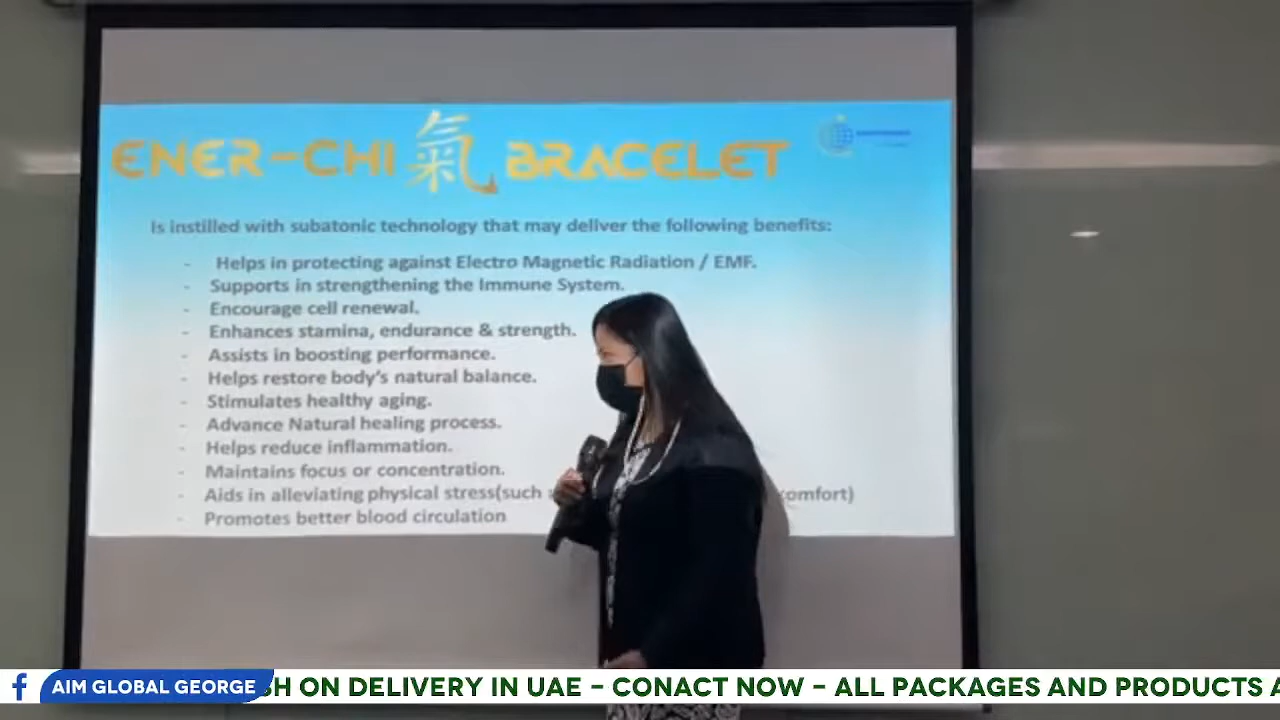 ENER-CHI 氣 BRACELET
Is instilled with subatonic technology that may deliver the following benefits:
- Helps in protecting against Electro Magnetic Radiation / EMF.
- Supports in strengthening the Immune System.
- Encourage cell renewal.
- Enhances stamina, endurance & strength.
- Assists in boosting performance.
- Helps restore body's natural balance.
- Stimulates healthy aging.
- Advance Natural healing process.
- Helps reduce inflammation.
- Maintains focus or concentration.
- Aids in alleviating physical stress(such comfort)
- Promotes better blood circulation
f AIM GLOBAL GEORGE SH ON DELIVERY IN UAE - CONACT NOW - ALL PACKAGES AND PRODUCTS A